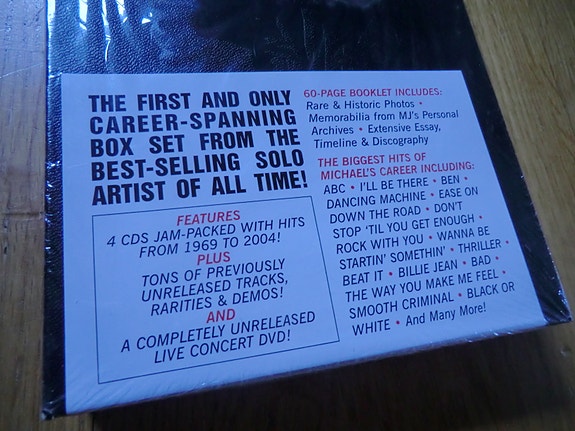 THE FIRST AND ONLY
CAREER-SPANNING
BOX SET FROM THE
BEST-SELLING SOLO
ARTIST OF ALL TIME!
FEATURES
4 CDS JAM-PACKED WITH HITS
FROM 1969 TO 2004!
PLUS
TONS OF PREVIOUSLY
UNRELEASED TRACKS,
RARITIES & DEMOS!
AND
A COMPLETELY UNRELEASED
LIVE CONCERT DVD!
60-PAGE BOOKLET INCLUDES:
Rare & Historic Photos •
Memorabilia from MJ's Personal
Archives • Extensive Essay,
Timeline & Discography
THE BIGGEST HITS OF
MICHAEL'S CAREER INCLUDING:
ABC • I'LL BE THERE • BEN •
DANCING MACHINE • EASE ON
DOWN THE ROAD • DON'T
STOP 'TIL YOU GET ENOUGH •
ROCK WITH YOU • WANNA BE
STARTIN' SOMETHIN' • THRILLER •
BEAT IT • BILLIE JEAN • BAD •
THE WAY YOU MAKE ME FEEL •
SMOOTH CRIMINAL • BLACK OR
WHITE • And Many More!